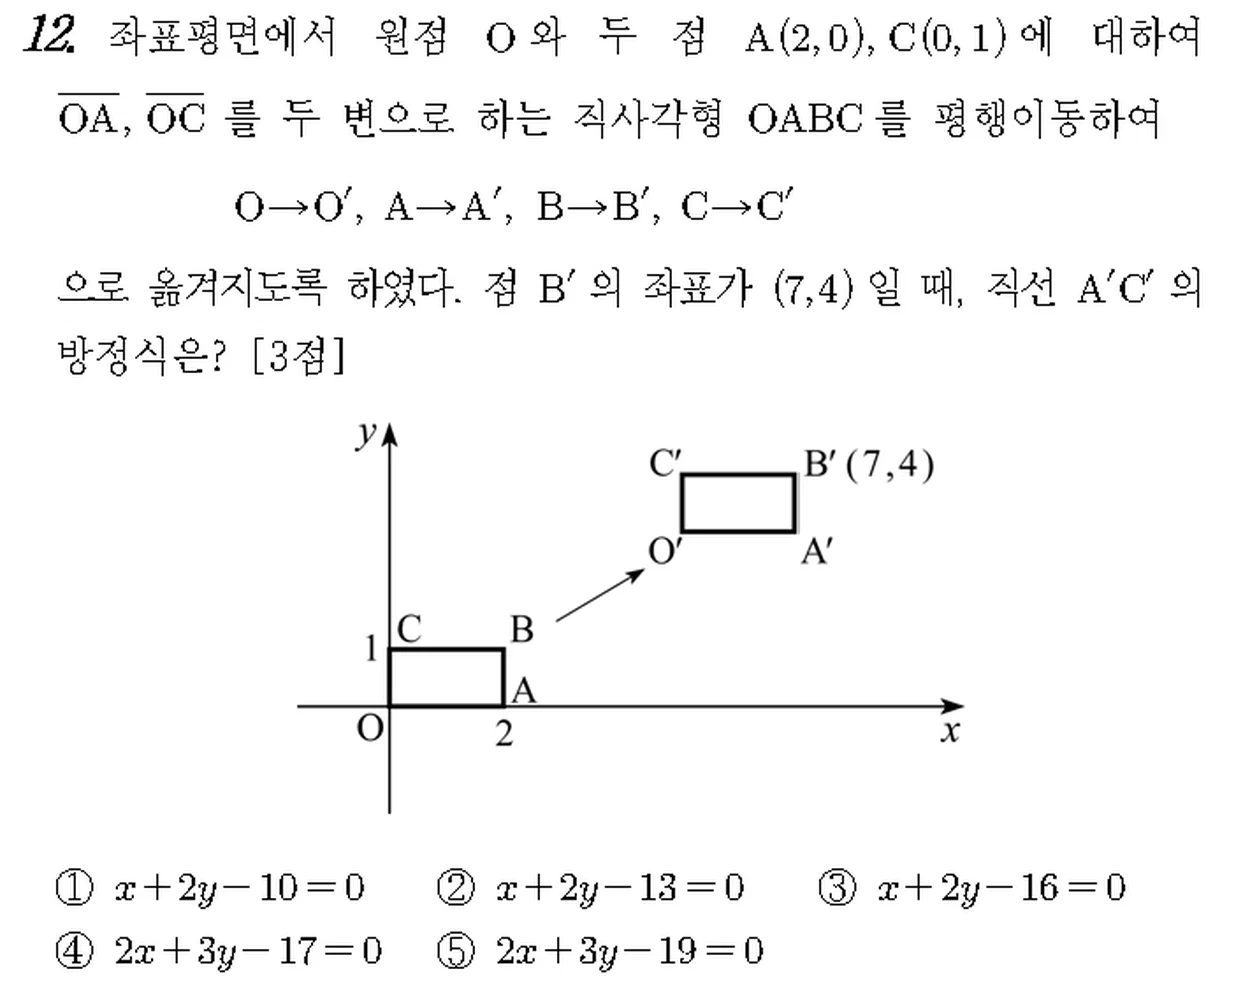 12. 좌표평면에서 원점 O와 두 점 A(2,0), C(0,1)에 대하여
OA, OC를 두 변으로 하는 직사각형 OABC를 평행이동하여
O→O′, A→A′, B→B′, C→C′
으로 옮겨지도록 하였다. 점 B′의 좌표가 (7,4)일 때, 직선 A′C′의
방정식은? [3점]
y
C′ B′(7,4)
O′ A′
C B
1
A
O 2 x
① x+2y−10=0 ② x+2y−13=0 ③ x+2y−16=0
④ 2x+3y−17=0 ⑤ 2x+3y−19=0